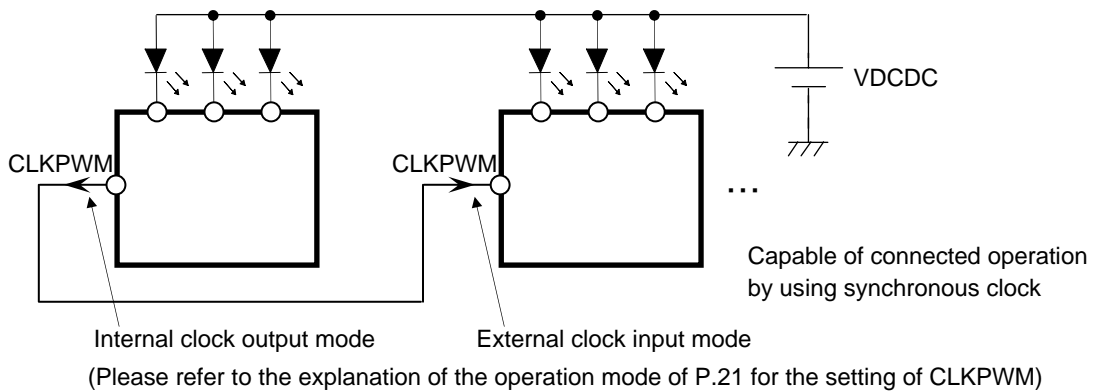 VDCDC
CLKPWM
CLKPWM
...
Capable of connected operation
by using synchronous clock
Internal clock output mode
External clock input mode
(Please refer to the explanation of the operation mode of P.21 for the setting of CLKPWM)